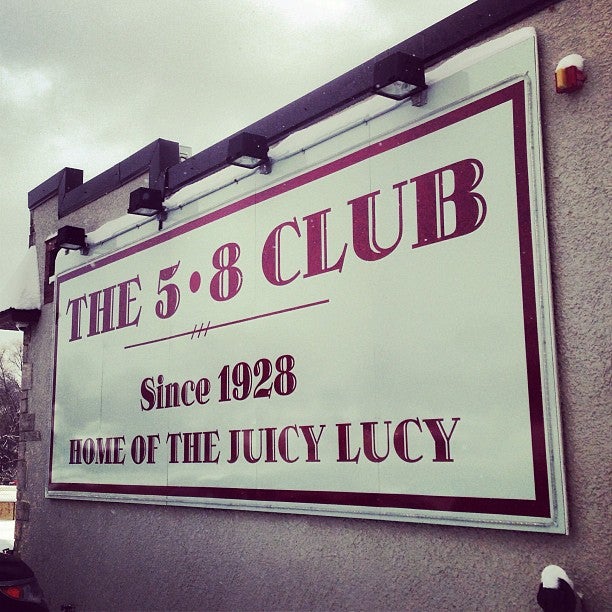 THE 5•8 CLUB
Since 1928
HOME OF THE JUICY LUCY